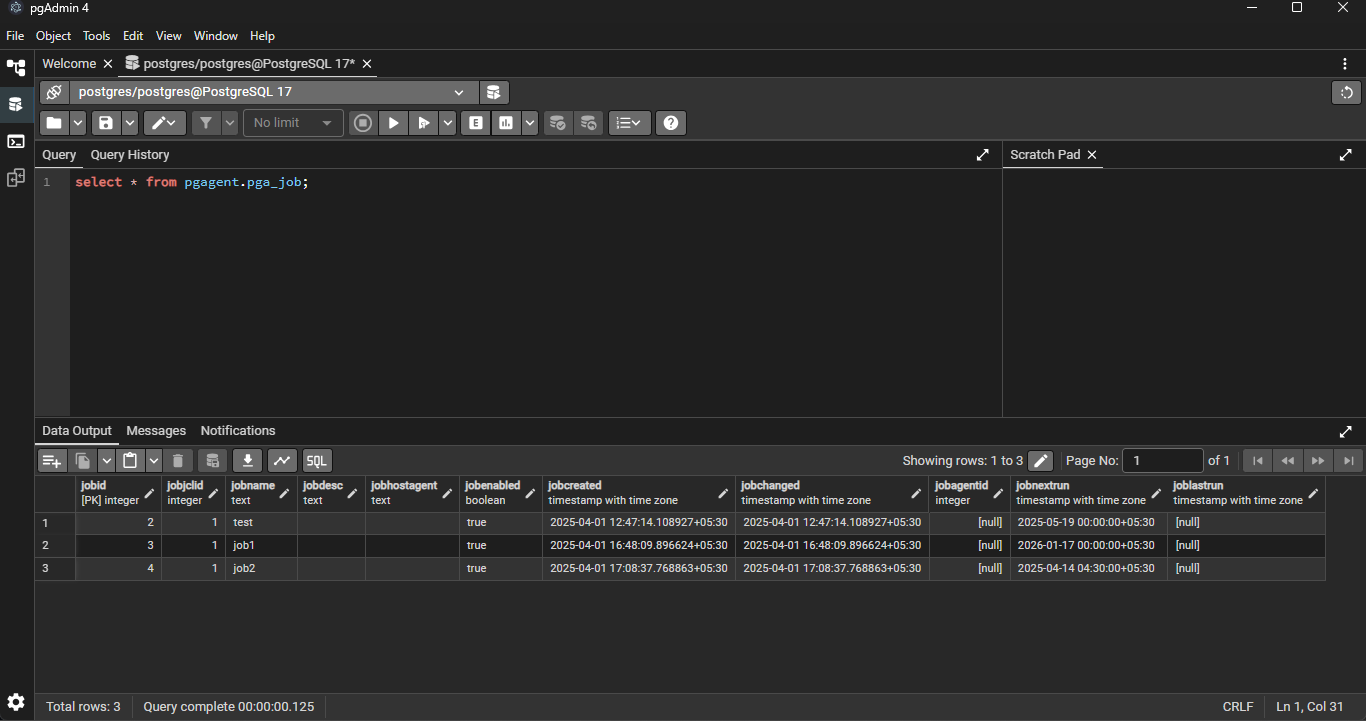 pgAdmin 4
File Object Tools Edit View Window Help
Welcome postgres/postgres@PostgreSQL 17*
postgres/postgres@PostgreSQL 17
No limit E
Query Query History Scratch Pad
1 select * from pgagent.pga_job;
Data Output Messages Notifications
SQL Showing rows: 1 to 3 Page No: 1 of 1
jobid jobjclid jobname jobdesc jobhostagent jobenabled jobcreated jobchanged jobagentid jobnextrun joblastrun
[PK] integer integer text text text boolean timestamp with time zone timestamp with time zone integer timestamp with time zone timestamp with time zone
1 2 1 test true 2025-04-01 12:47:14.108927+05:30 2025-04-01 12:47:14.108927+05:30 [null] 2025-05-19 00:00:00+05:30 [null]
2 3 1 job1 true 2025-04-01 16:48:09.896624+05:30 2025-04-01 16:48:09.896624+05:30 [null] 2026-01-17 00:00:00+05:30 [null]
3 4 1 job2 true 2025-04-01 17:08:37.768863+05:30 2025-04-01 17:08:37.768863+05:30 [null] 2025-04-14 04:30:00+05:30 [null]
Total rows: 3 Query complete 00:00:00.125 CRLF Ln 1, Col 31